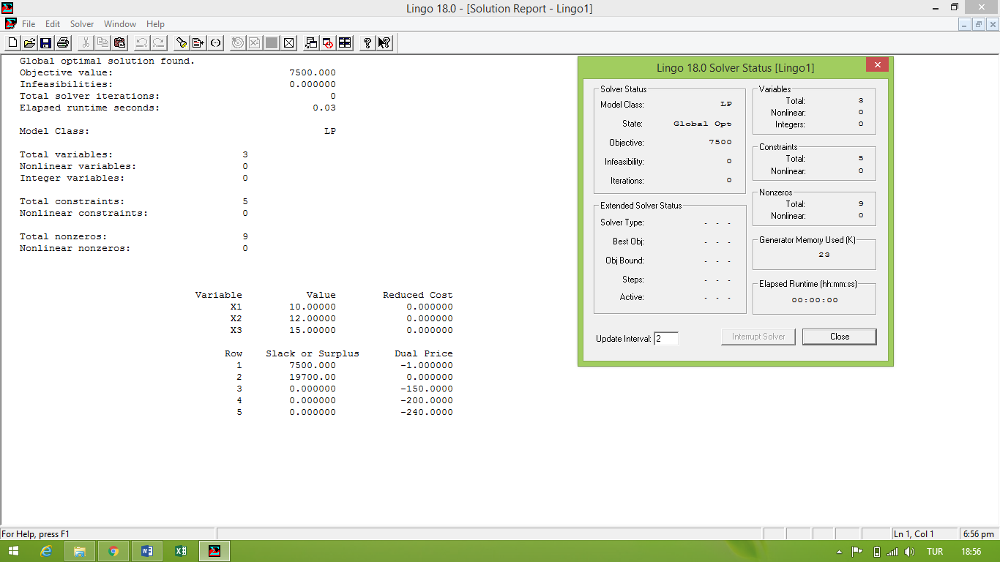 Lingo 18.0 - [Solution Report - Lingo1]
File Edit Solver Window Help
Global optimal solution found.
Objective value: 7500.000
Infeasibilities: 0.000000
Total solver iterations: 0
Elapsed runtime seconds: 0.03
Model Class: LP
Total variables: 3
Nonlinear variables: 0
Integer variables: 0
Total constraints: 5
Nonlinear constraints: 0
Total nonzeros: 9
Nonlinear nonzeros: 0
Variable Value Reduced Cost
X1 10.00000 0.000000
X2 12.00000 0.000000
X3 15.00000 0.000000
Row Slack or Surplus Dual Price
1 7500.000 -1.000000
2 19700.00 0.000000
3 0.000000 -150.0000
4 0.000000 -200.0000
5 0.000000 -240.0000
Lingo 18.0 Solver Status [Lingo1]
Solver Status
Model Class: LP
State: Global Opt
Objective: 7500
Infeasibility: 0
Iterations: 0
Extended Solver Status
Solver Type: - - -
Best Obj: - - -
Obj Bound: - - -
Steps: - - -
Active: - - -
Variables
Total: 3
Nonlinear: 0
Integers: 0
Constraints
Total: 5
Nonlinear: 0
Nonzeros
Total: 9
Nonlinear: 0
Generator Memory Used (K)
23
Elapsed Runtime (hh:mm:ss)
00:00:00
Update Interval: 2
Interrupt Solver
Close
For Help, press F1
Ln 1, Col 1
6:56 pm
TUR
18:56